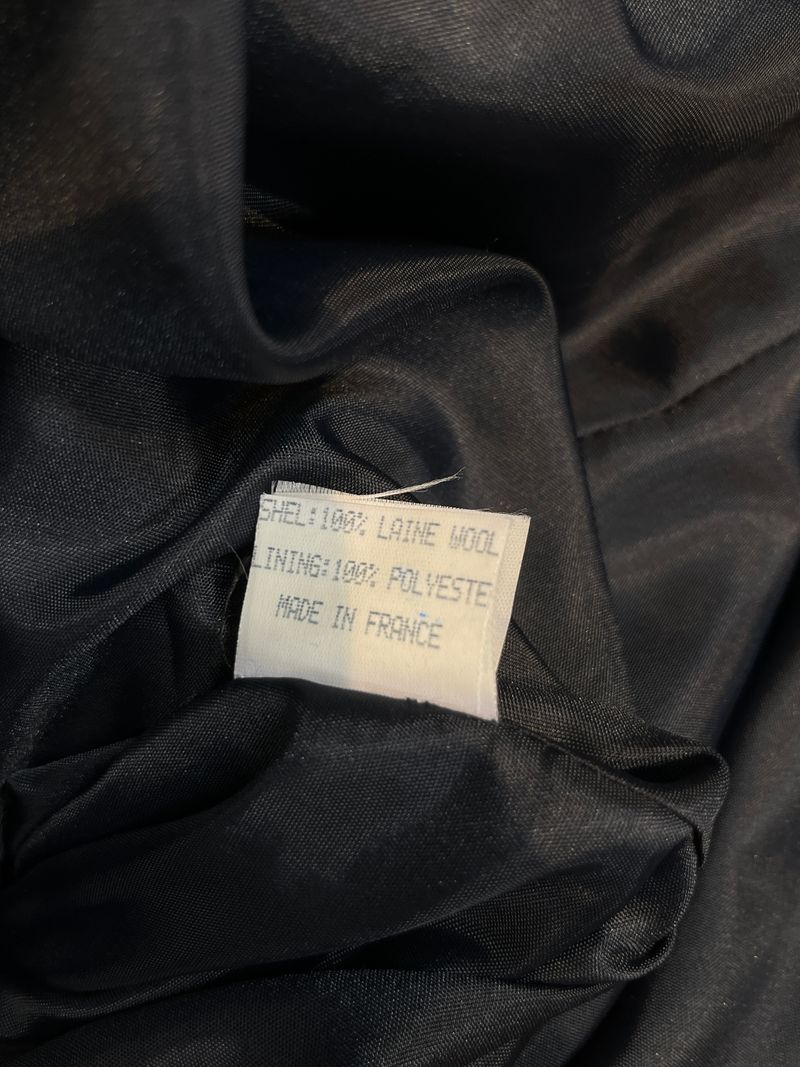 SHEL:100% LAINE WOOL
LINING:100% POLYESTE
MADE IN FRANCE